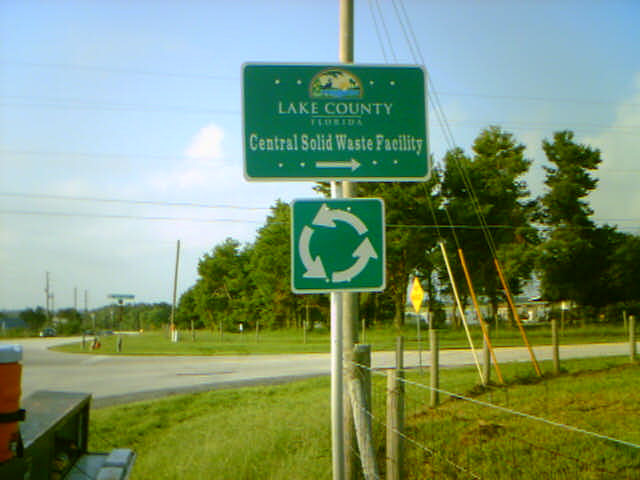 LAKE COUNTY
FLORIDA
Central Solid Waste Facility